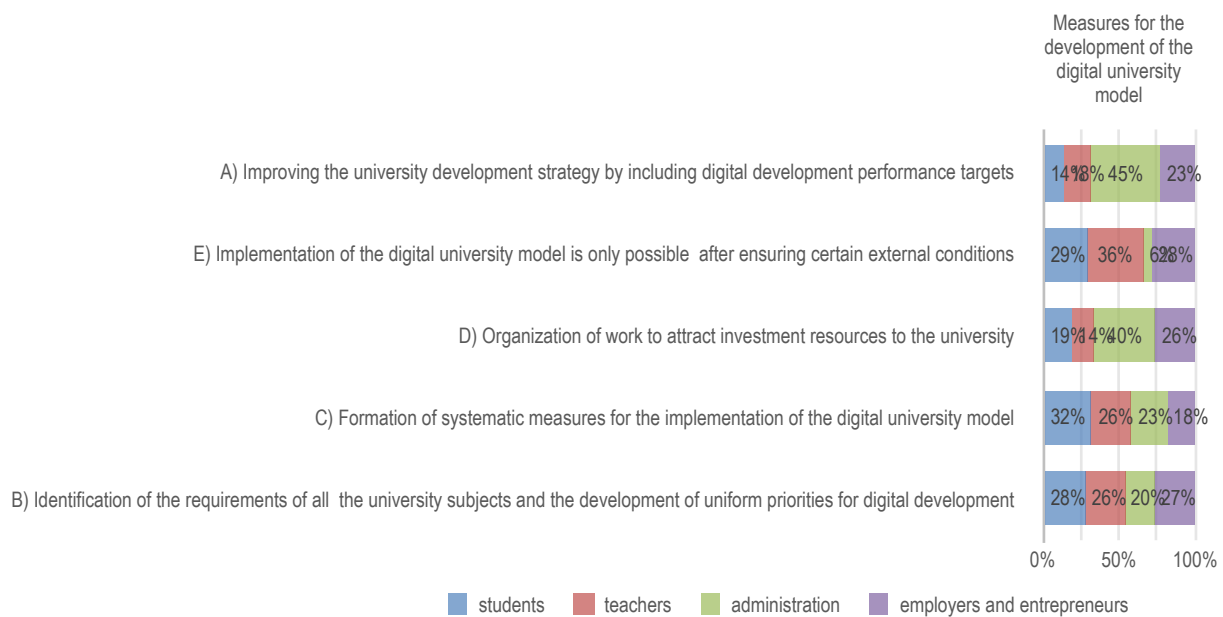 Measures for the
development of the
digital university
model
A) Improving the university development strategy by including digital development performance targets
14% 18% 45% 23%
E) Implementation of the digital university model is only possible after ensuring certain external conditions
29% 36% 6% 28%
D) Organization of work to attract investment resources to the university
19% 14% 40% 26%
C) Formation of systematic measures for the implementation of the digital university model
32% 26% 23% 18%
B) Identification of the requirements of all the university subjects and the development of uniform priorities for digital development
28% 26% 20% 27%
0% 50% 100%
students teachers administration employers and entrepreneurs